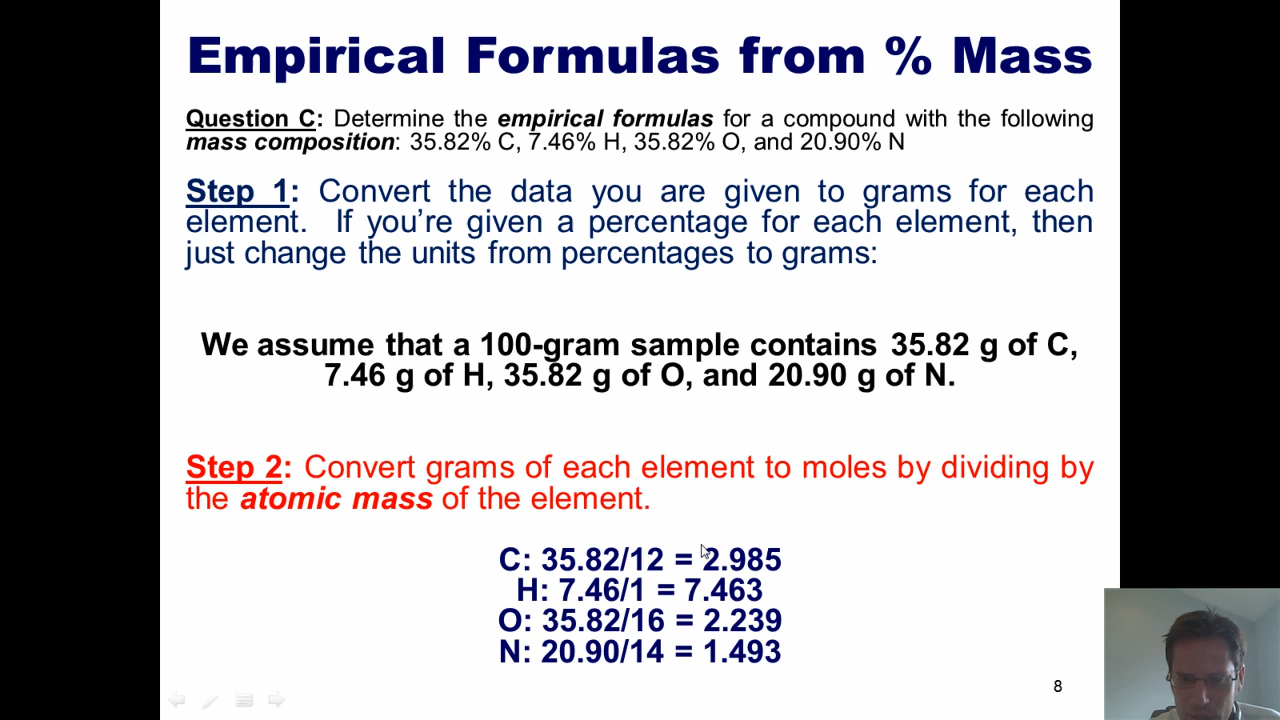 Empirical Formulas from % Mass
Question C: Determine the empirical formulas for a compound with the following
mass composition: 35.82% C, 7.46% H, 35.82% O, and 20.90% N
Step 1: Convert the data you are given to grams for each
element. If you’re given a percentage for each element, then
just change the units from percentages to grams:
We assume that a 100-gram sample contains 35.82 g of C,
7.46 g of H, 35.82 g of O, and 20.90 g of N.
Step 2: Convert grams of each element to moles by dividing by
the atomic mass of the element.
C: 35.82/12 = 2.985
H: 7.46/1 = 7.463
O: 35.82/16 = 2.239
N: 20.90/14 = 1.493
8